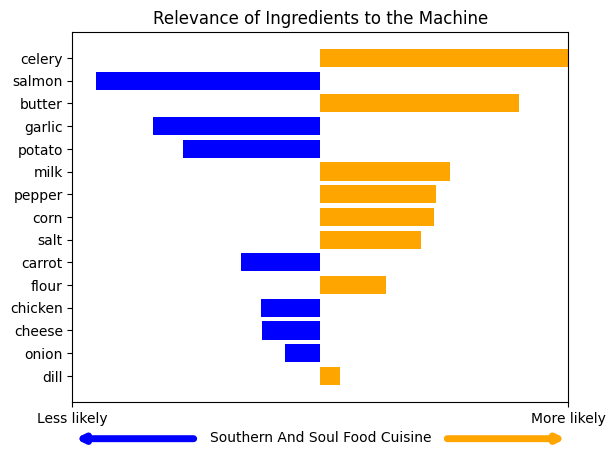 Relevance of Ingredients to the Machine
celery
salmon
butter
garlic
potato
milk
pepper
corn
salt
carrot
flour
chicken
cheese
onion
dill
Less likely
More likely
Southern And Soul Food Cuisine